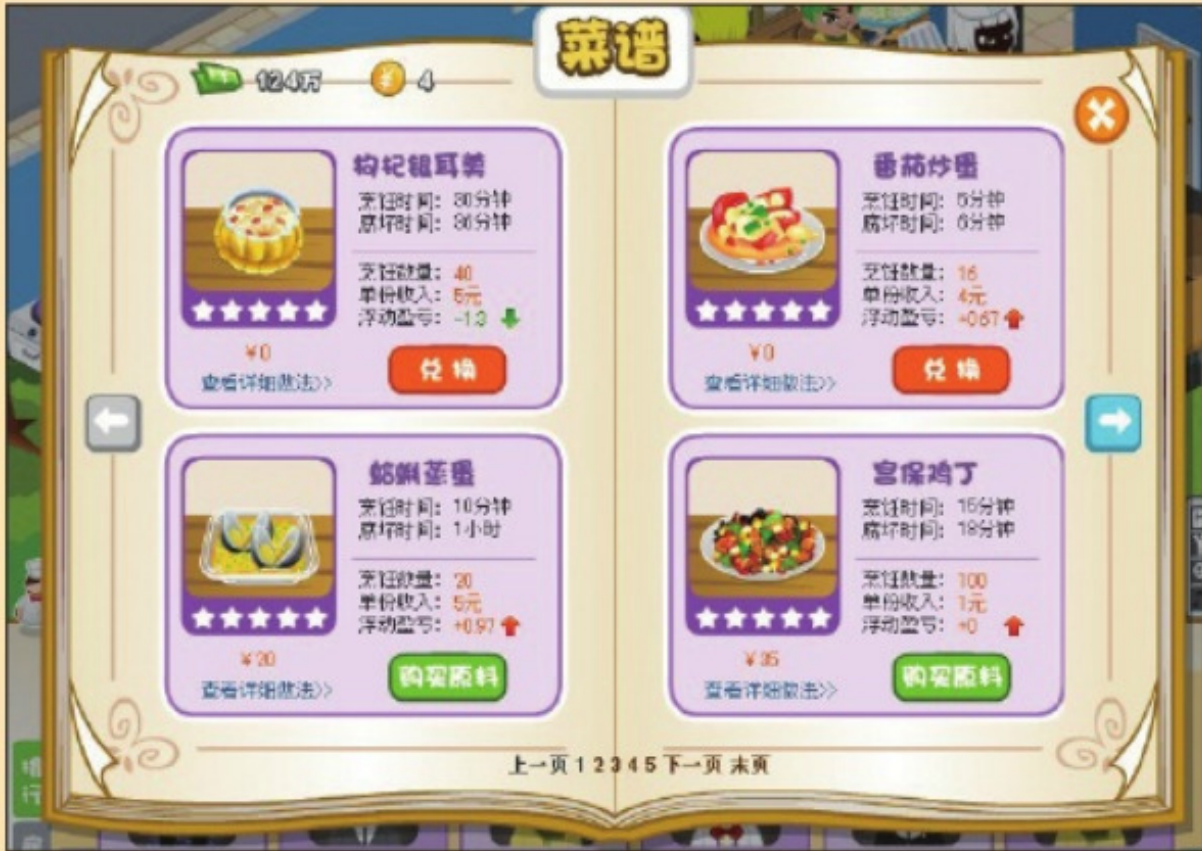 菜谱
124万
4
枸杞银耳羹
烹饪时间：30分钟
腐坏时间：36分钟
烹饪数量：40
单份收入：5元
浮动盈亏：-1.3
¥0
查看详细做法>>
兑换
番茄炒蛋
烹饪时间：5分钟
腐坏时间：6分钟
烹饪数量：16
单份收入：4元
浮动盈亏：+0.67
¥0
查看详细做法>>
兑换
蛤蜊蒸蛋
烹饪时间：10分钟
腐坏时间：1小时
烹饪数量：20
单份收入：5元
浮动盈亏：+0.97
¥20
查看详细做法>>
购买原料
宫保鸡丁
烹饪时间：15分钟
腐坏时间：18分钟
烹饪数量：100
单份收入：1元
浮动盈亏：+0
¥35
查看详细做法>>
购买原料
上一页 1 2 3 4 5 下一页 末页